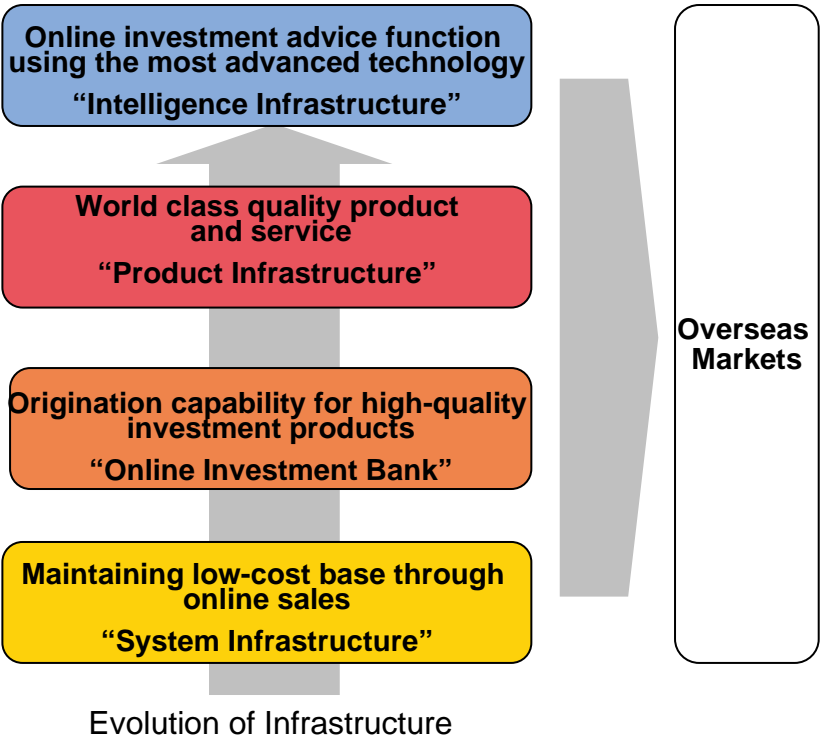 Online investment advice function
using the most advanced technology
“Intelligence Infrastructure”
World class quality product
and service
“Product Infrastructure”
Origination capability for high-quality
investment products
“Online Investment Bank”
Maintaining low-cost base through
online sales
“System Infrastructure”
Evolution of Infrastructure
Overseas
Markets